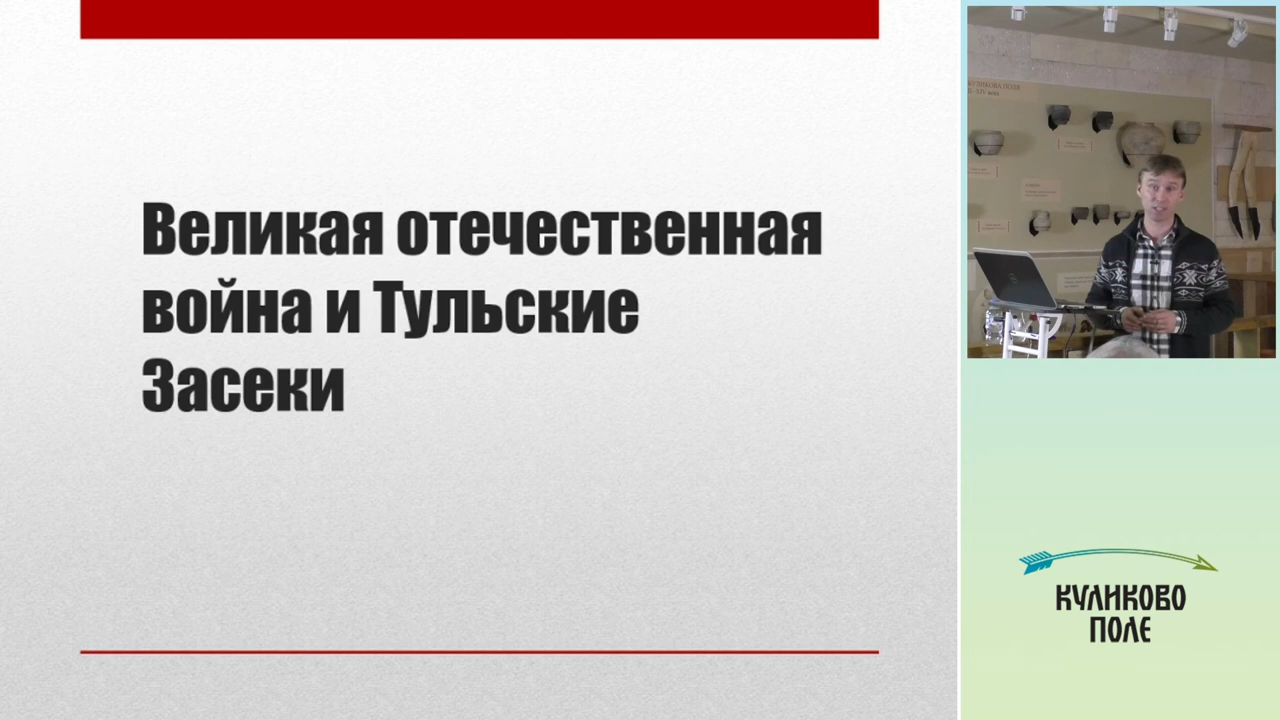 Великая отечественная
война и Тульские
Засеки
КУЛИКОВО
ПОЛЕ